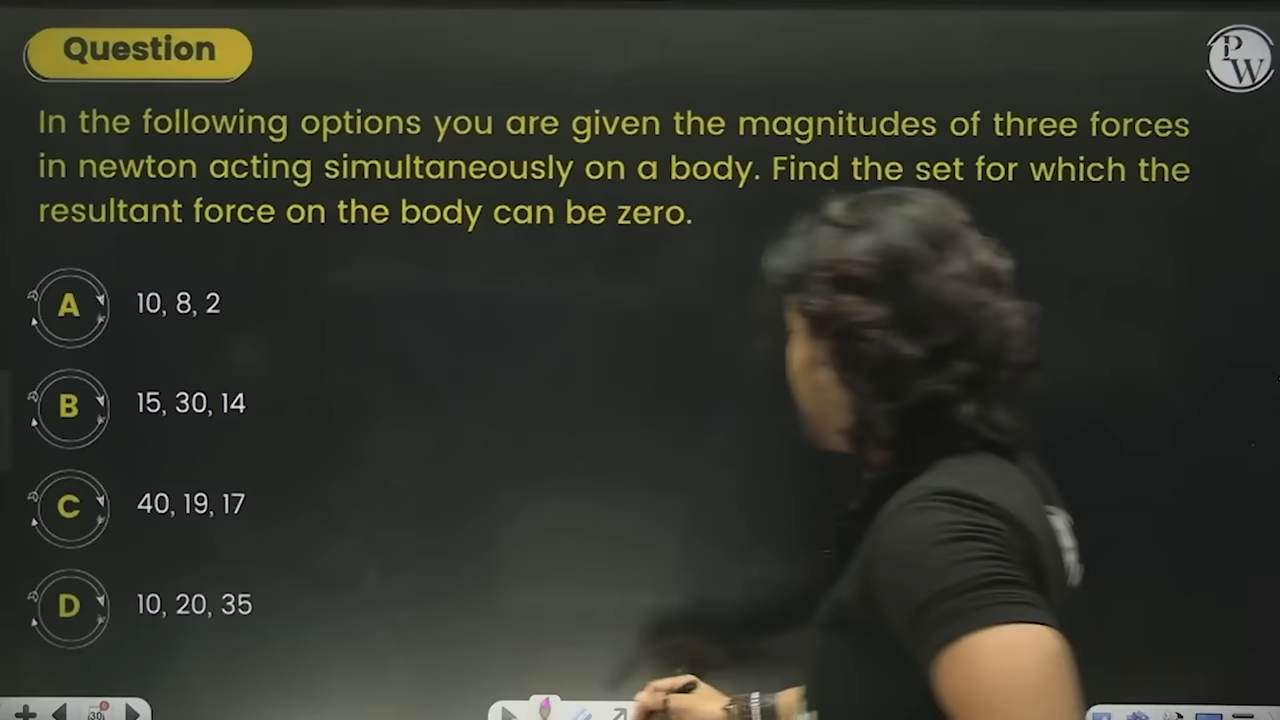 Question
PW
In the following options you are given the magnitudes of three forces
in newton acting simultaneously on a body. Find the set for which the
resultant force on the body can be zero.
A 10, 8, 2
B 15, 30, 14
C 40, 19, 17
D 10, 20, 35
30